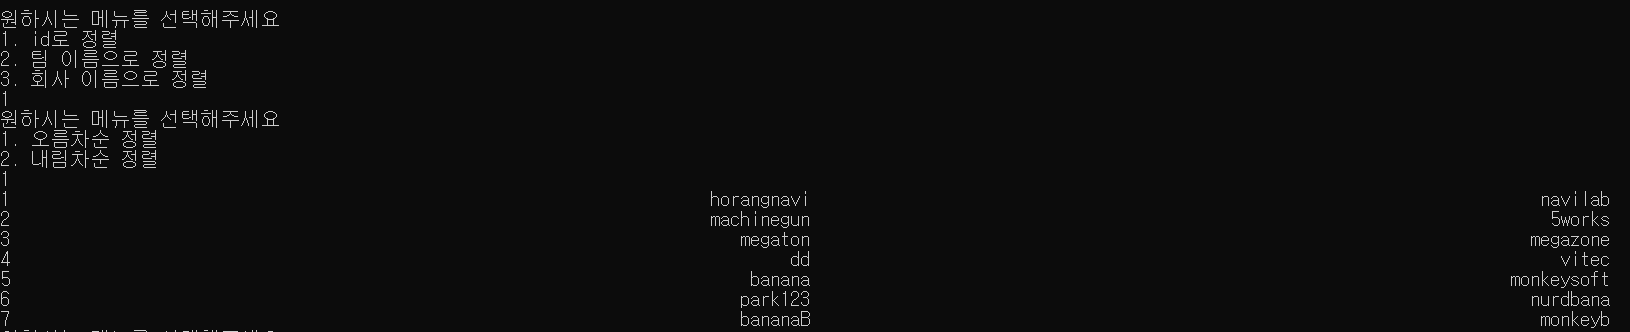 원하시는 메뉴를 선택해주세요
1. id로 정렬
2. 팀 이름으로 정렬
3. 회사 이름으로 정렬
1
원하시는 메뉴를 선택해주세요
1. 오름차순 정렬
2. 내림차순 정렬
1
1 horangnavi navilab
2 machinegun 5works
3 megaton megazone
4 dd vitec
5 banana monkeysoft
6 park123 nurdbana
7 bananaB monkeyb